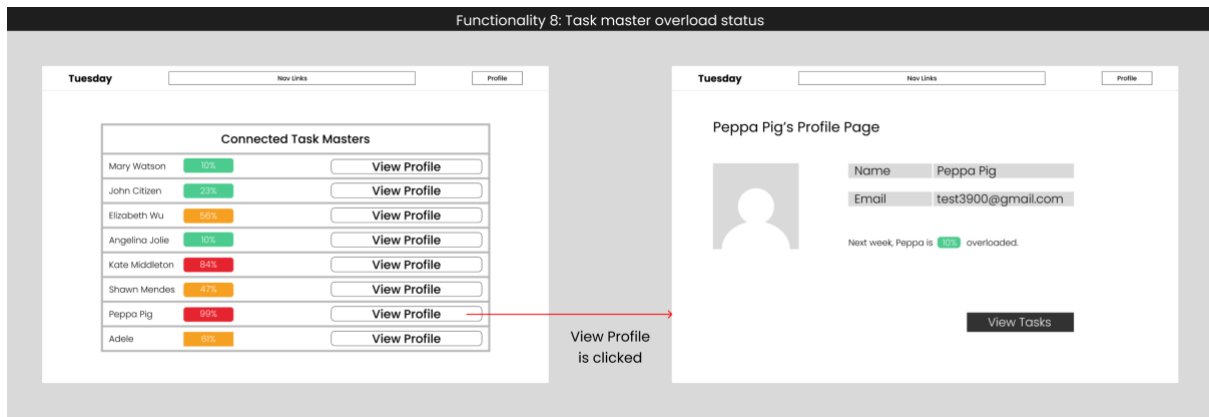 Functionality 8: Task master overload status
Tuesday
Nav Links
Profile
Connected Task Masters
Mary Watson 10% View Profile
John Citizen 23% View Profile
Elizabeth Wu 56% View Profile
Angelina Jolie 10% View Profile
Kate Middleton 84% View Profile
Shawn Mendes 47% View Profile
Peppa Pig 99% View Profile
Adele 61% View Profile
View Profile
is clicked
Tuesday
Nav Links
Profile
Peppa Pig's Profile Page
Name Peppa Pig
Email test3900@gmail.com
Next week, Peppa is 10% overloaded.
View Tasks